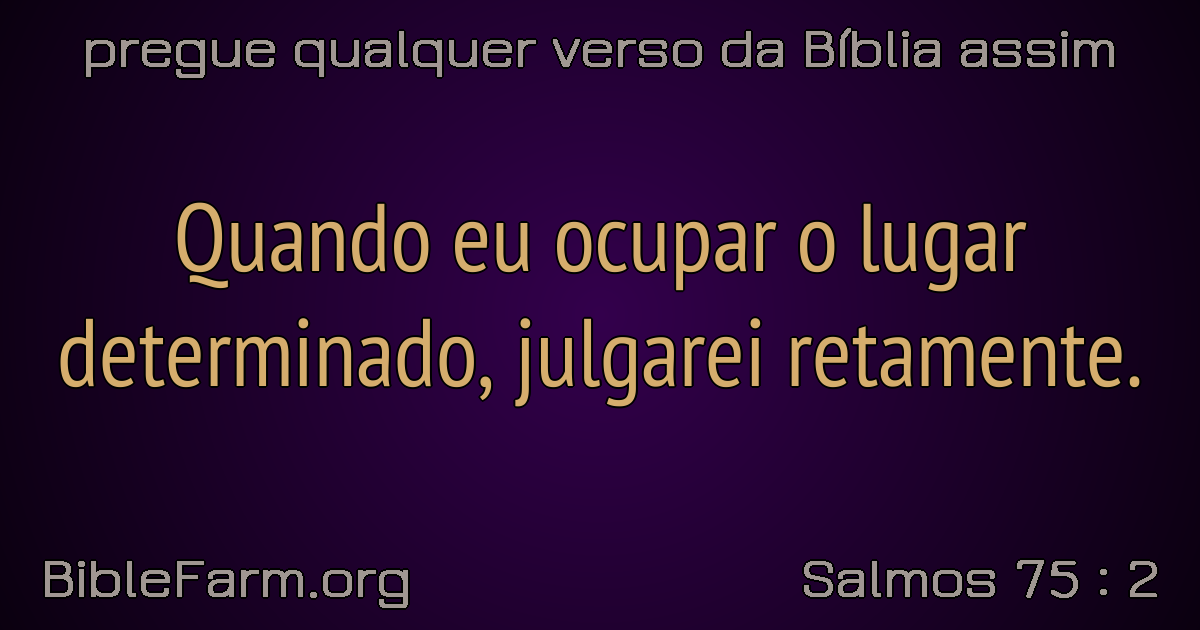 pregue qualquer verso da Bíblia assim
Quando eu ocupar o lugar
determinado, julgarei retamente.
BibleFarm.org
Salmos 75 : 2